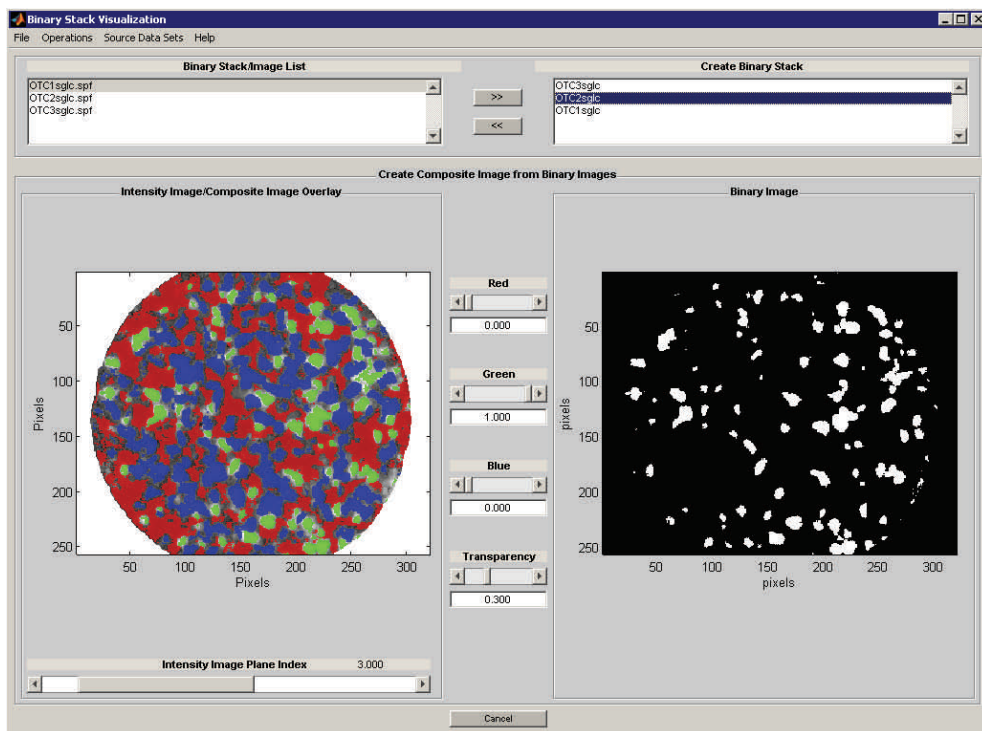 Binary Stack Visualization
File Operations Source Data Sets Help
Binary Stack/Image List
Create Binary Stack
OTC1sglc.spf
OTC2sglc.spf
OTC3sglc.spf
>>
<<
OTC3sglc
OTC2sglc
OTC1sglc
Create Composite Image from Binary Images
Intensity Image/Composite Image Overlay
Binary Image
50
100
150
200
250
Pixels
50 100 150 200 250 300
Pixels
Red
0.000
Green
1.000
Blue
0.000
Transparency
0.300
50
100
150
200
250
pixels
50 100 150 200 250 300
pixels
Intensity Image Plane Index 3.000
Cancel